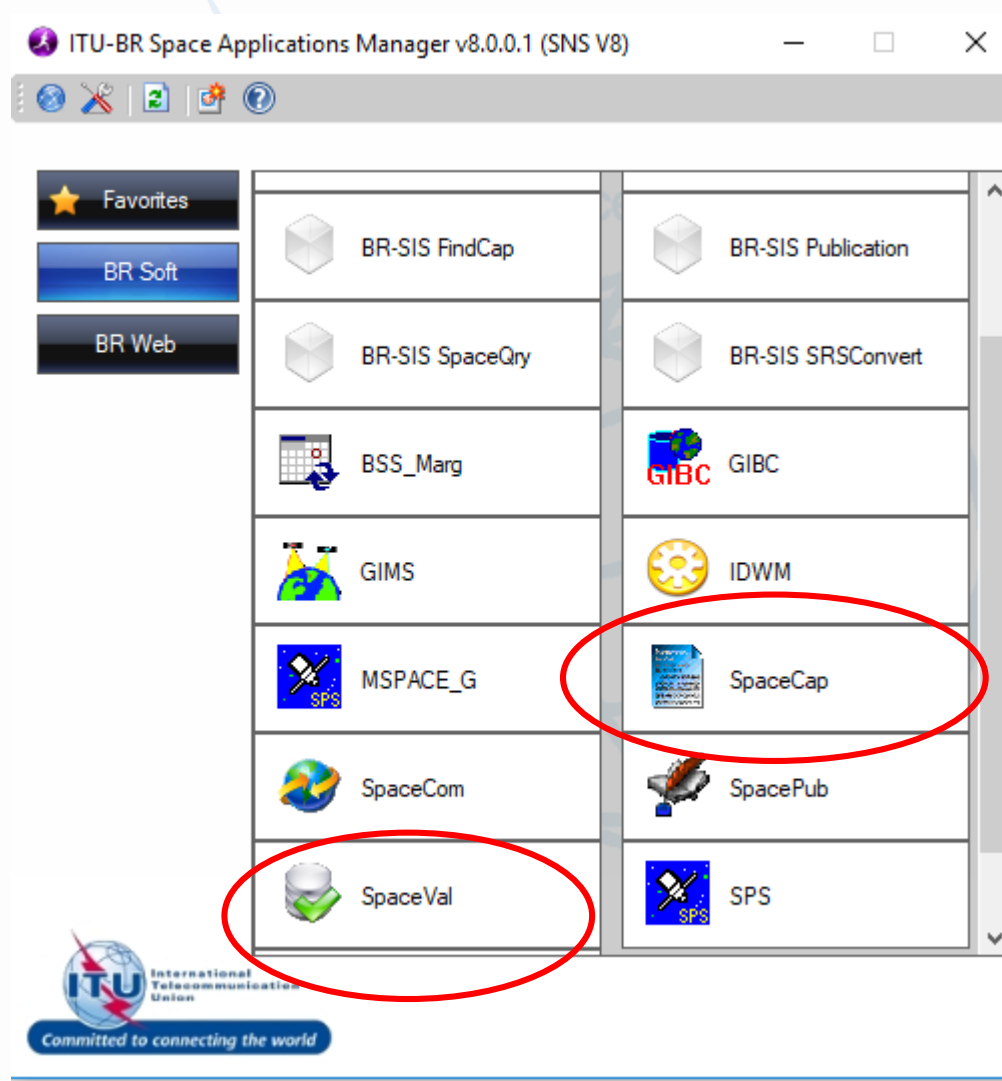 ITU-BR Space Applications Manager v8.0.0.1 (SNS V8)
Favorites
BR Soft
BR Web
BR-SIS FindCap
BR-SIS Publication
BR-SIS SpaceQry
BR-SIS SRSConvert
BSS_Marg
GIBC
GIBC
GIMS
IDWM
SPS
MSPACE_G
SpaceCap
SpaceCom
SpacePub
SpaceVal
SPS
SPS
ITU
International
Telecommunication
Union
Committed to connecting the world